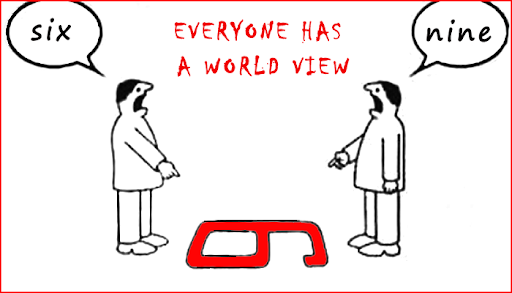 six
EVERYONE HAS
A WORLD VIEW
nine